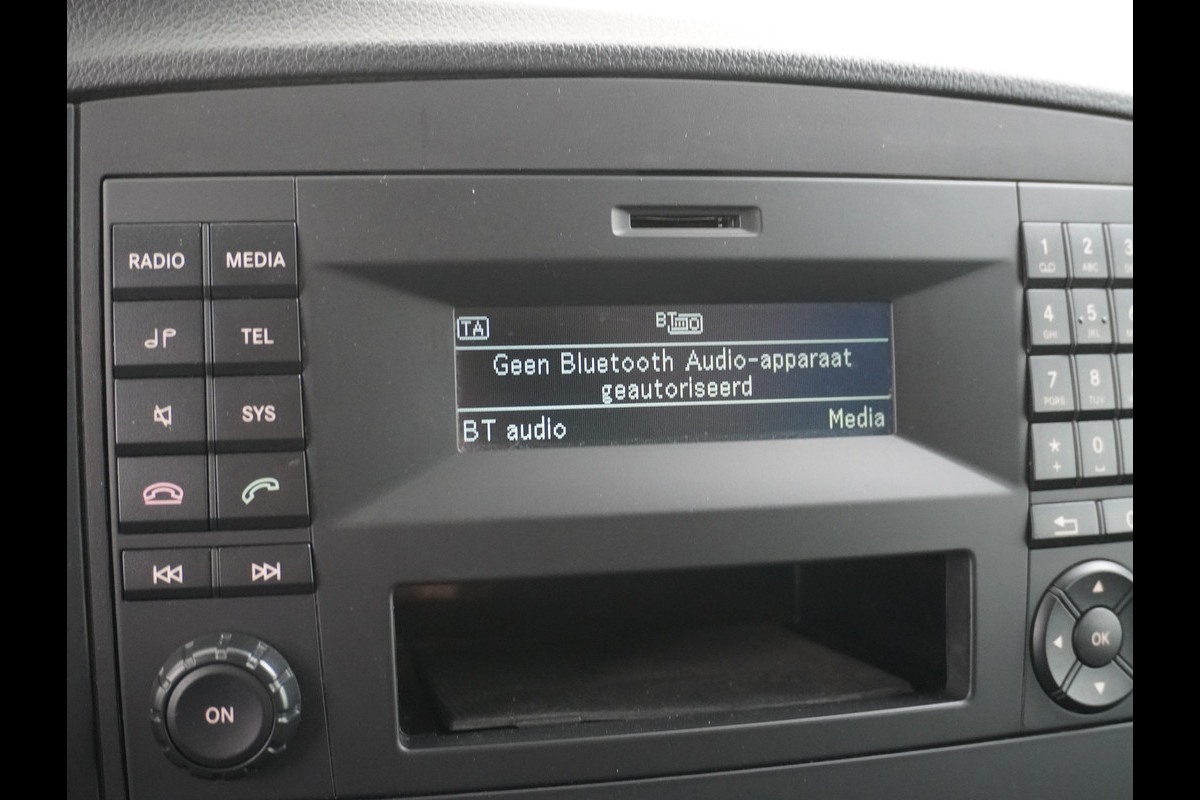 RADIO MEDIA
TEL
SYS
ON
TA BT
Geen Bluetooth Audio-apparaat
geautoriseerd
BT audio Media
1 2 ABC 3
4 GHI 5 JKL
7 PQRS 8 TUV
* + 0
OK